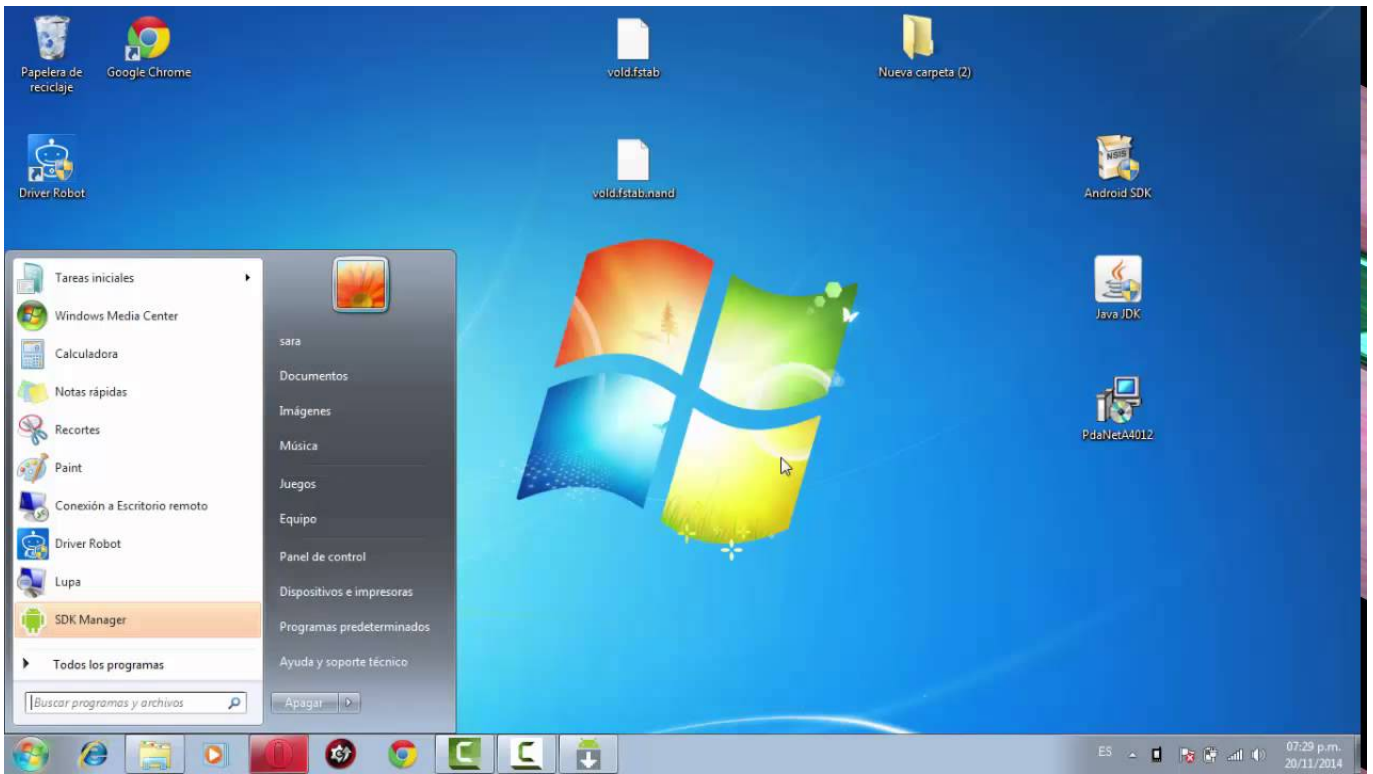 Papelera de
reciclaje
Google Chrome
vold.fstab
Nueva carpeta (2)
Driver Robot
vold.fstab.nand
NSIS
Android SDK
Java JDK
PdaNetA4012
Tareas iniciales
Windows Media Center
Calculadora
Notas rápidas
Recortes
Paint
Conexión a Escritorio remoto
Driver Robot
Lupa
SDK Manager
Todos los programas
Buscar programas y archivos
sara
Documentos
Imágenes
Música
Juegos
Equipo
Panel de control
Dispositivos e impresoras
Programas predeterminados
Ayuda y soporte técnico
Apagar
ES
07:29 p.m.
20/11/2014